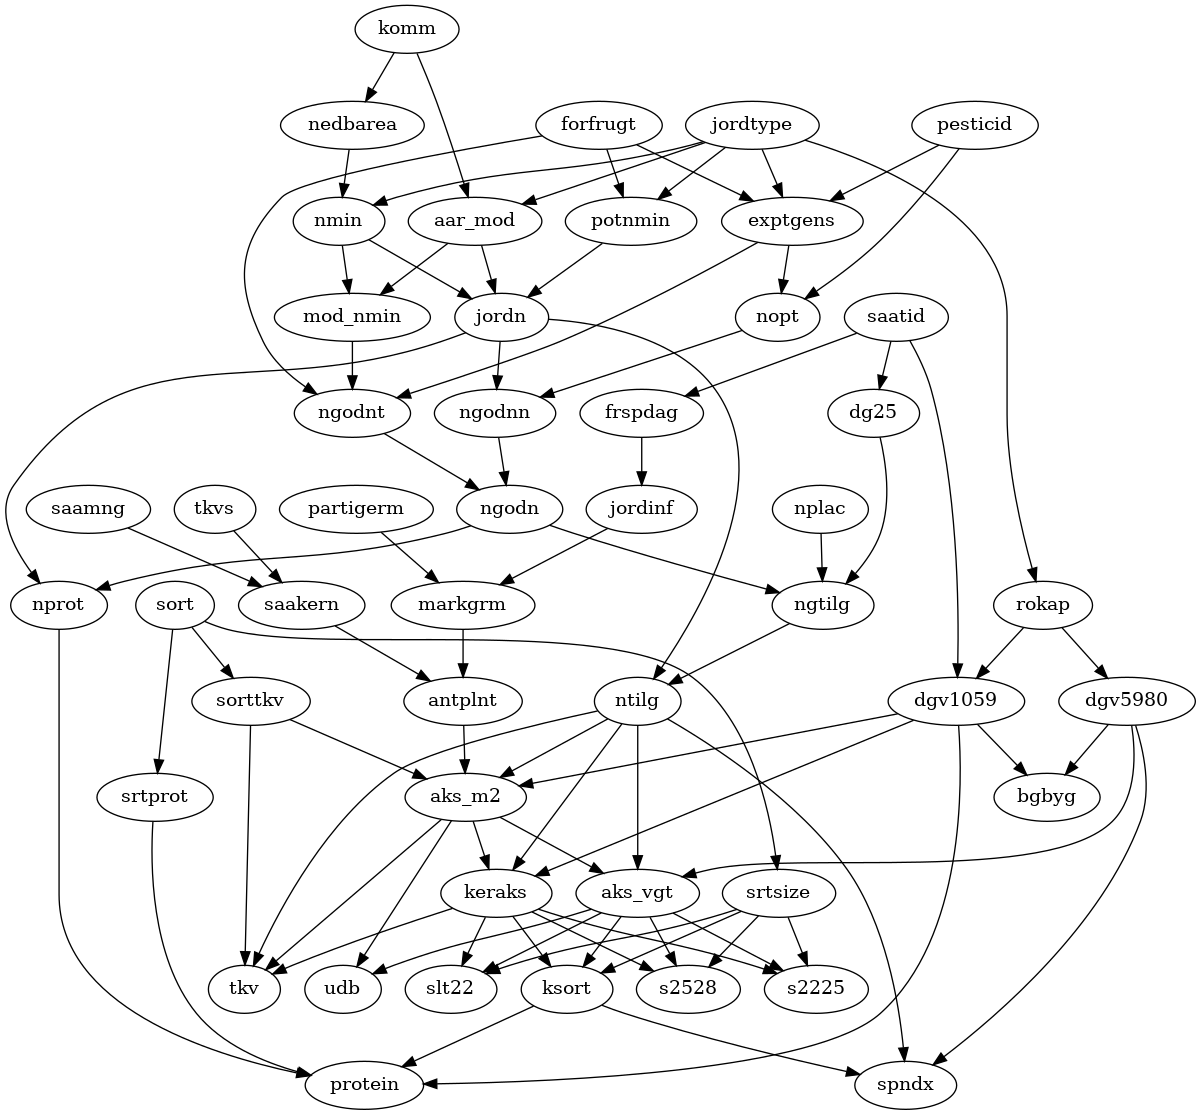 komm
nedbarea
forfrugt
jordtype
pesticid
nmin
aar_mod
potnmin
exptgens
mod_nmin
jordn
nopt
saatid
ngodnt
ngodnn
frspdag
dg25
saamng
tkvs
partigerm
ngodn
jordinf
nplac
nprot
sort
saakern
markgrm
ngtilg
rokap
sorttkv
antplnt
ntilg
dgv1059
dgv5980
srtprot
aks_m2
bgbyg
keraks
aks_vgt
srtsize
tkv
udb
slt22
ksort
s2528
s2225
protein
spndx